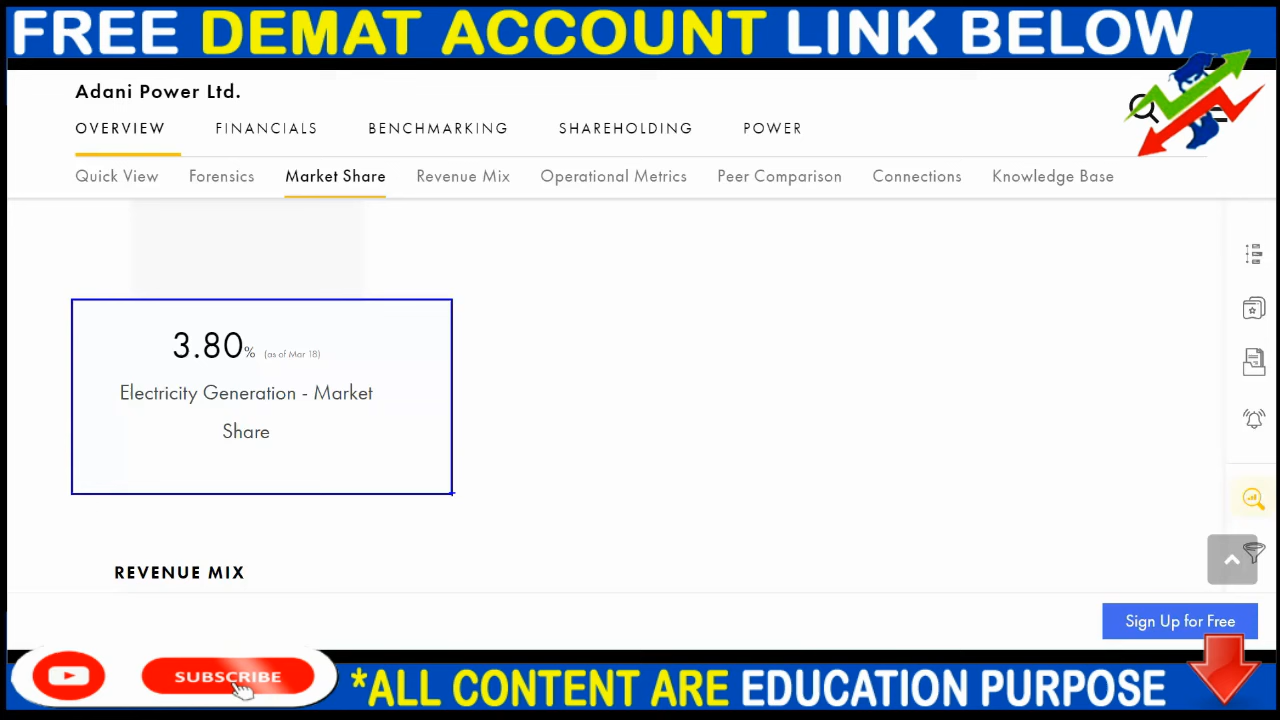 FREE DEMAT ACCOUNT LINK BELOW
Adani Power Ltd.
OVERVIEW FINANCIALS BENCHMARKING SHAREHOLDING POWER
Quick View Forensics Market Share Revenue Mix Operational Metrics Peer Comparison Connections Knowledge Base
3.80% (as of Mar 18)
Electricity Generation - Market
Share
REVENUE MIX
Sign Up for Free
SUBSCRIBE
*ALL CONTENT ARE EDUCATION PURPOSE